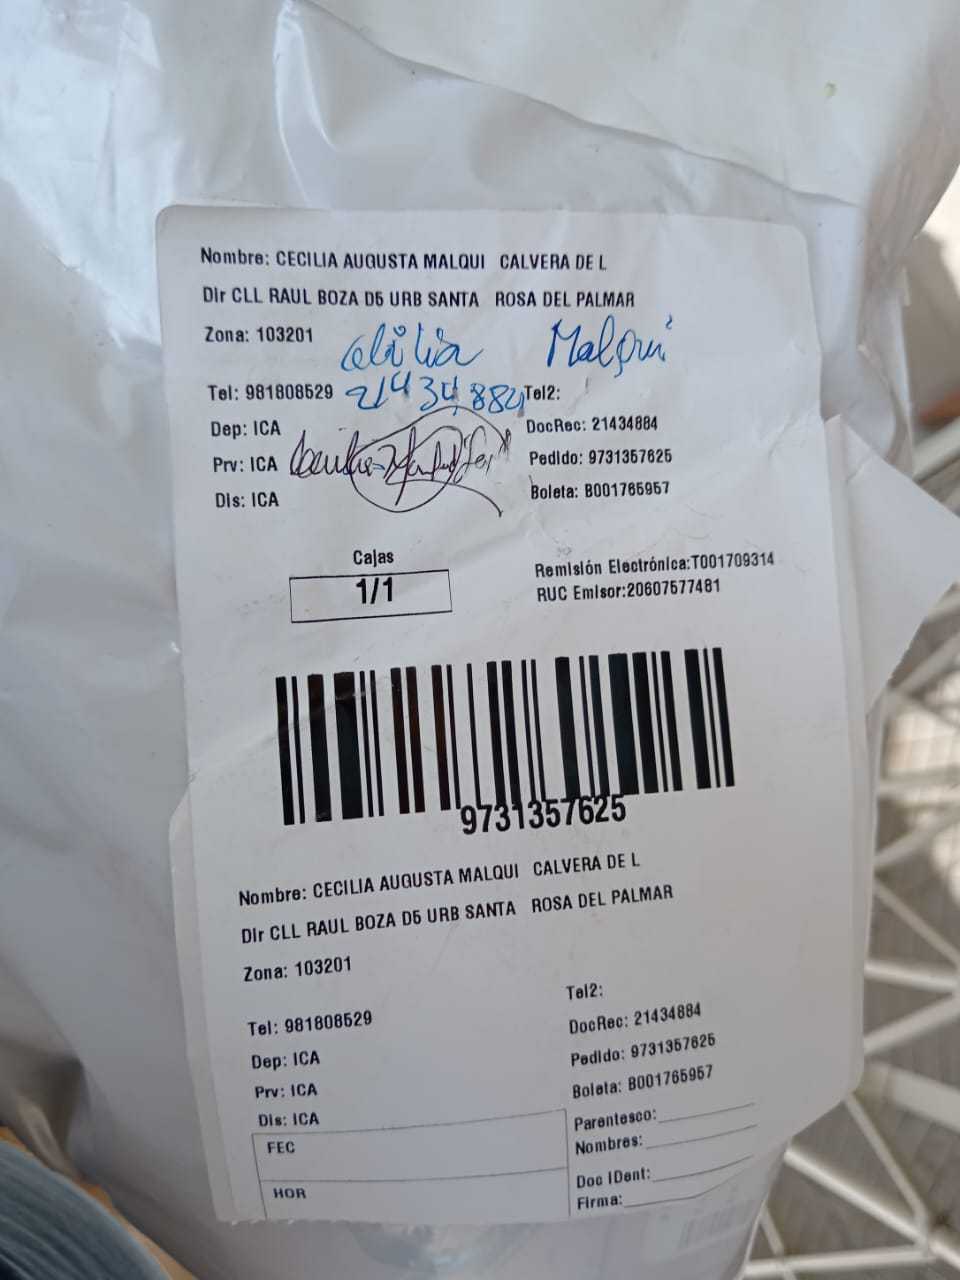 Nombre: CECILIA AUGUSTA MALQUI CALVERA DE L
Dir CLL RAUL BOZA D5 URB SANTA ROSA DEL PALMAR
Zona: 103201
Cecilia Malqui
Tel: 981808529 21434884 Tel2:
Dep: ICA DocRec: 21434884
Prv: ICA Pedido: 9731357625
Dis: ICA Boleta: B001765957
Cajas
1/1
Remisión Electrónica:T001709314
RUC Emisor:20607577481
9731357625
Nombre: CECILIA AUGUSTA MALQUI CALVERA DE L
Dir CLL RAUL BOZA D5 URB SANTA ROSA DEL PALMAR
Zona: 103201
Tel2:
Tel: 981808529 DocRec: 21434884
Dep: ICA Pedido: 9731357625
Prv: ICA Boleta: B001765957
Dis: ICA Parentesco:
FEC Nombres:
HOR Doc IDent:
Firma: